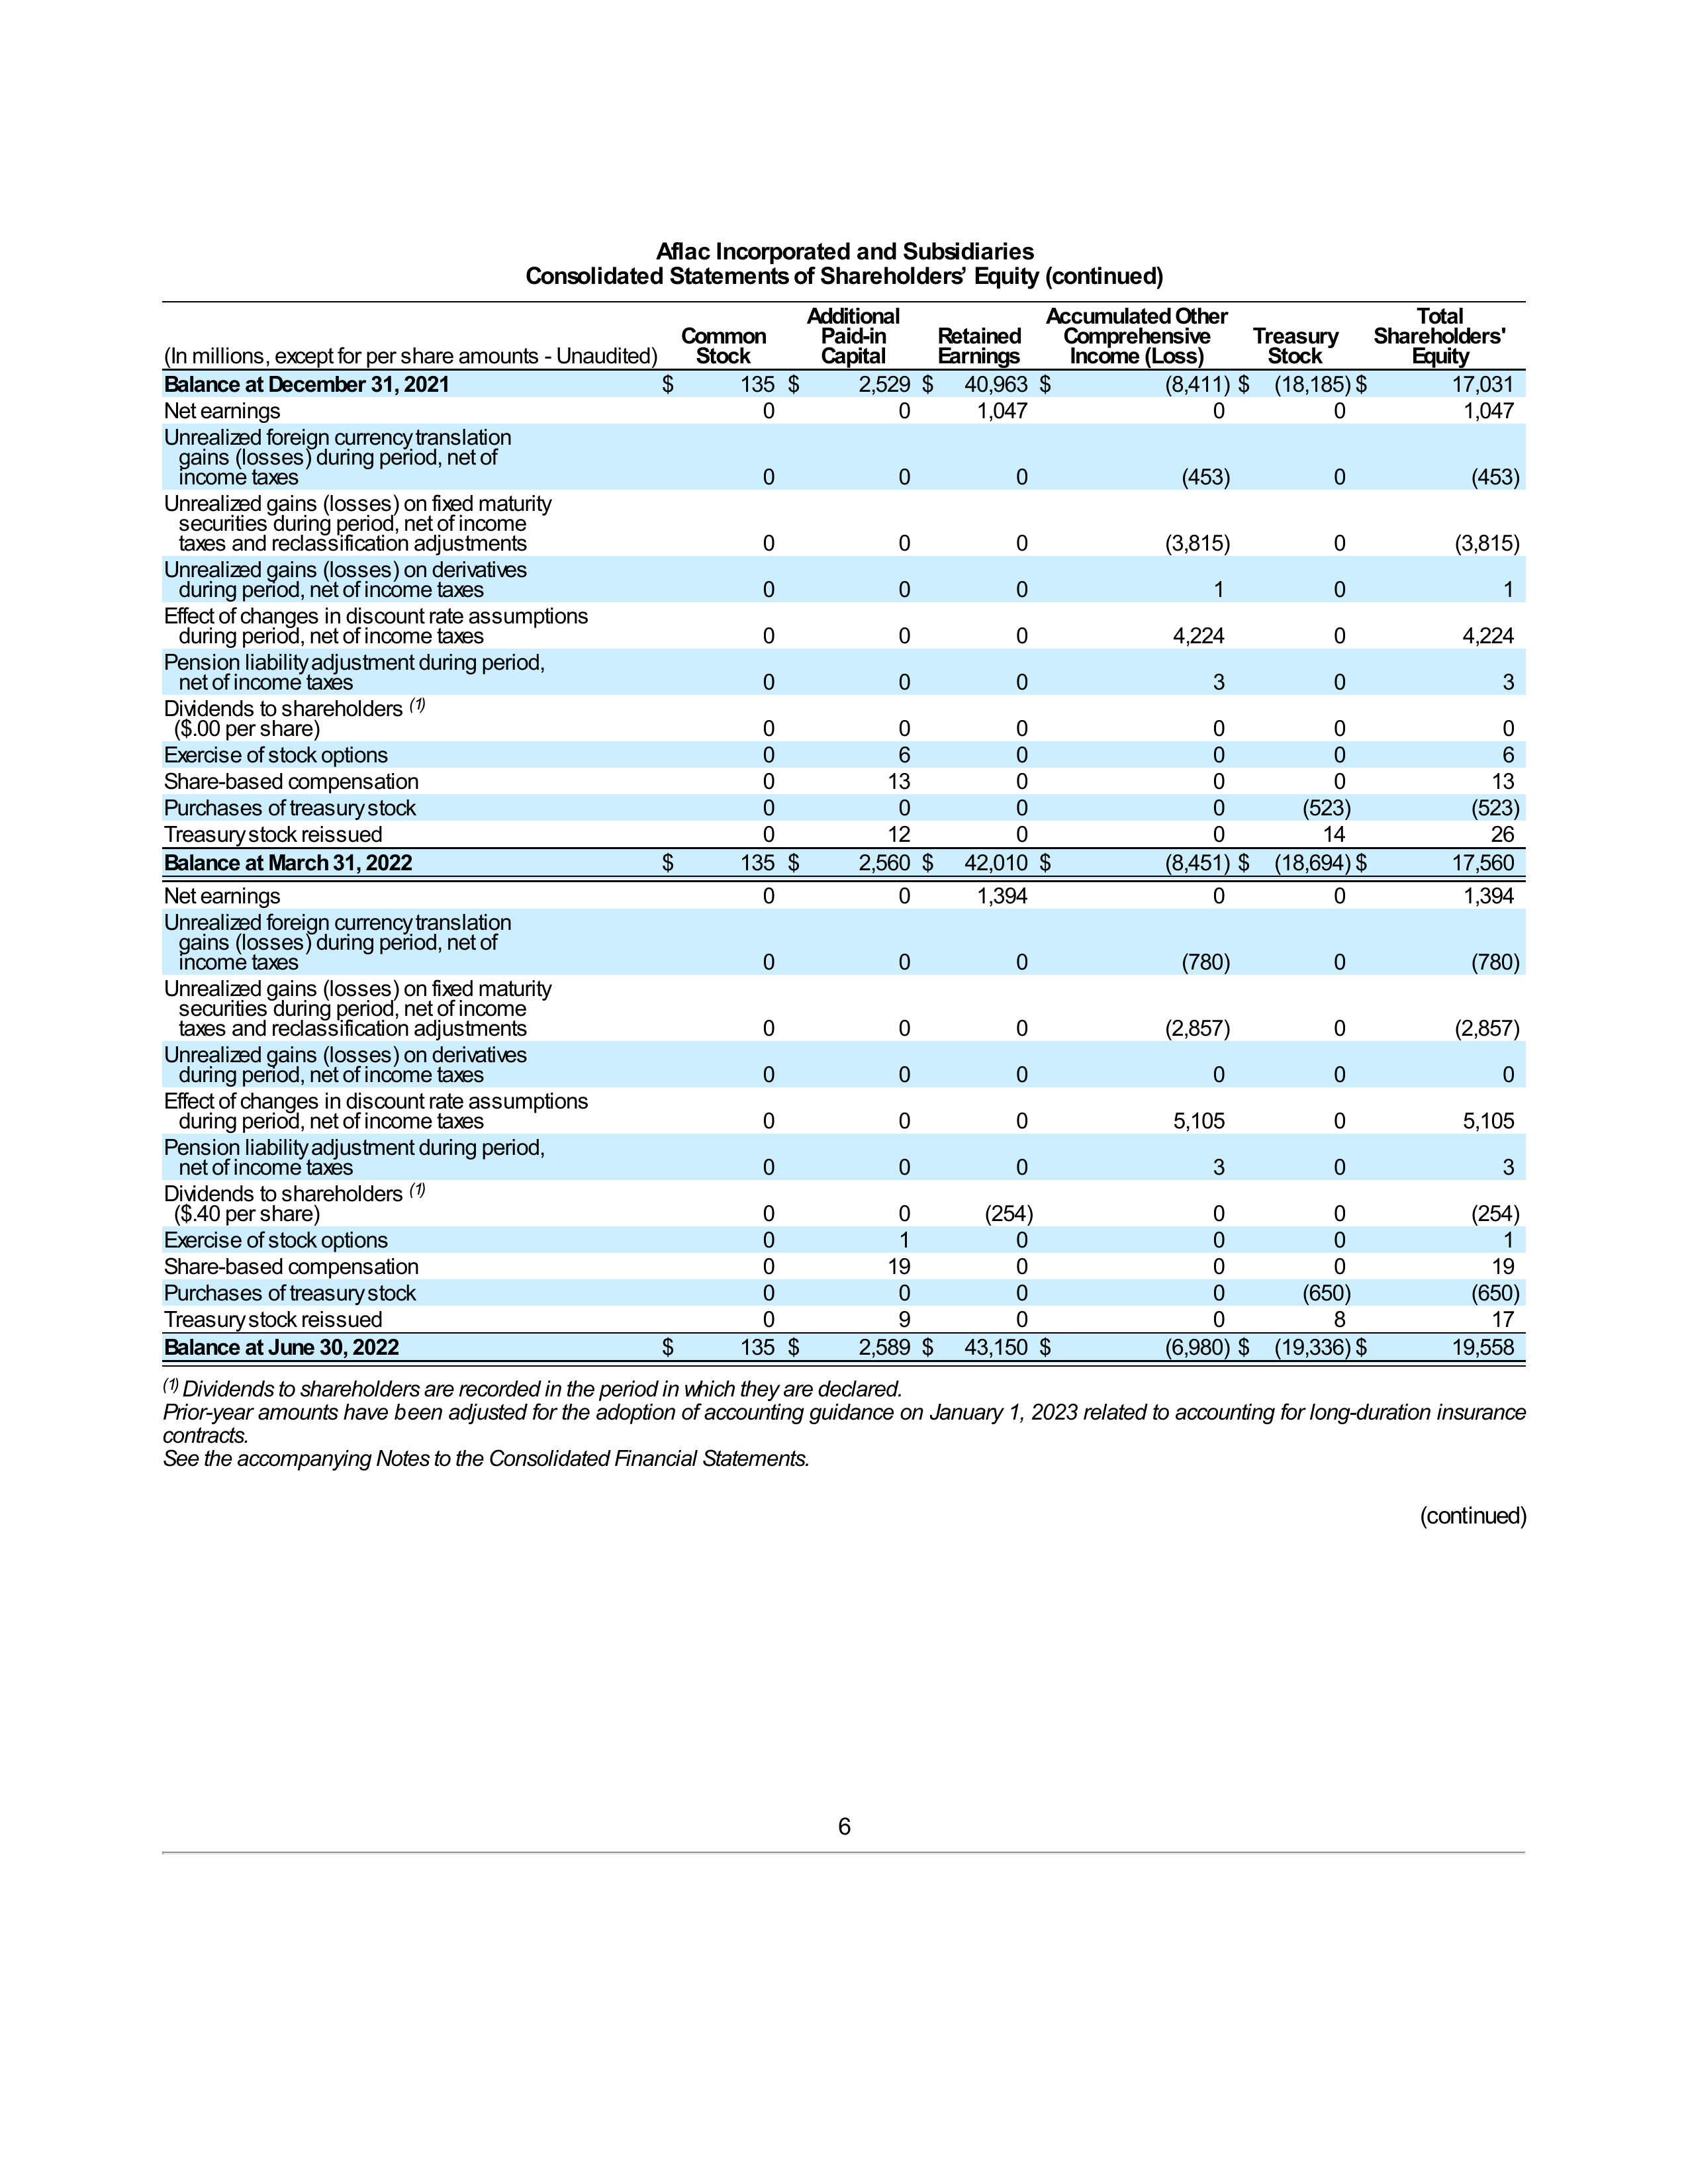 Aflac Incorporated and Subsidiaries
Consolidated Statements of Shareholders’ Equity (continued)
(In millions, except for per share amounts - Unaudited) Common Stock Additional Paid-in Capital Retained Earnings Accumulated Other Comprehensive Income (Loss) Treasury Stock Total Shareholders' Equity
Balance at December 31, 2021 $ 135 $ 2,529 $ 40,963 $ (8,411) $ (18,185) $ 17,031
Net earnings 0 0 1,047 0 0 1,047
Unrealized foreign currency translation
gains (losses) during period, net of
income taxes 0 0 0 (453) 0 (453)
Unrealized gains (losses) on fixed maturity
securities during period, net of income
taxes and reclassification adjustments 0 0 0 (3,815) 0 (3,815)
Unrealized gains (losses) on derivatives
during period, net of income taxes 0 0 0 1 0 1
Effect of changes in discount rate assumptions
during period, net of income taxes 0 0 0 4,224 0 4,224
Pension liability adjustment during period,
net of income taxes 0 0 0 3 0 3
Dividends to shareholders (1)
($.00 per share) 0 0 0 0 0 0
Exercise of stock options 0 6 0 0 0 6
Share-based compensation 0 13 0 0 0 13
Purchases of treasury stock 0 0 0 0 (523) (523)
Treasury stock reissued 0 12 0 0 14 26
Balance at March 31, 2022 $ 135 $ 2,560 $ 42,010 $ (8,451) $ (18,694) $ 17,560
Net earnings 0 0 1,394 0 0 1,394
Unrealized foreign currency translation
gains (losses) during period, net of
income taxes 0 0 0 (780) 0 (780)
Unrealized gains (losses) on fixed maturity
securities during period, net of income
taxes and reclassification adjustments 0 0 0 (2,857) 0 (2,857)
Unrealized gains (losses) on derivatives
during period, net of income taxes 0 0 0 0 0 0
Effect of changes in discount rate assumptions
during period, net of income taxes 0 0 0 5,105 0 5,105
Pension liability adjustment during period,
net of income taxes 0 0 0 3 0 3
Dividends to shareholders (1)
($.40 per share) 0 0 (254) 0 0 (254)
Exercise of stock options 0 1 0 0 0 1
Share-based compensation 0 19 0 0 0 19
Purchases of treasury stock 0 0 0 0 (650) (650)
Treasury stock reissued 0 9 0 0 8 17
Balance at June 30, 2022 $ 135 $ 2,589 $ 43,150 $ (6,980) $ (19,336) $ 19,558
(1) Dividends to shareholders are recorded in the period in which they are declared.
Prior-year amounts have been adjusted for the adoption of accounting guidance on January 1, 2023 related to accounting for long-duration insurance
contracts.
See the accompanying Notes to the Consolidated Financial Statements.
(continued)
6